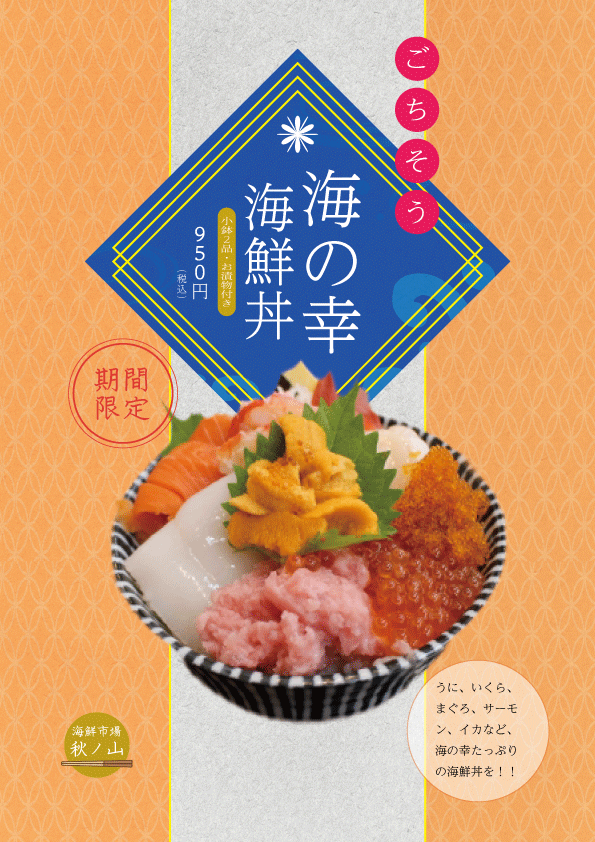 ごちそう
海の幸
海鮮丼
小鉢2品・お漬物付き
950円
(税込)
期間
限定
うに、いくら、
まぐろ、サーモ
ン、イカなど、
海の幸たっぷり
の海鮮丼を！！
海鮮市場
秋ノ山